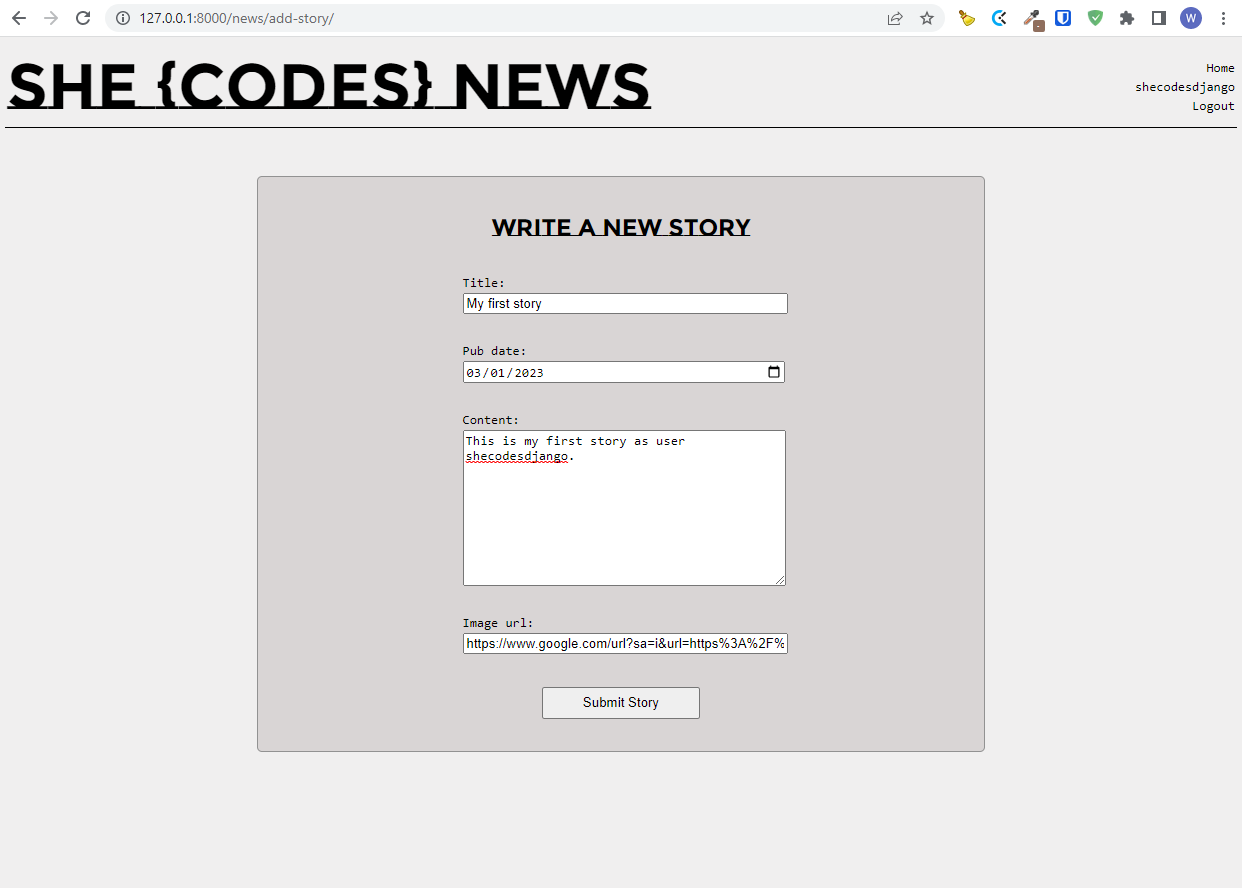 127.0.0.1:8000/news/add-story/
W
SHE {CODES} NEWS
Home
shecodesdjango
Logout
WRITE A NEW STORY
Title:
My first story
Pub date:
03/01/2023
Content:
This is my first story as user
shecodesdjango.
Image url:
https://www.google.com/url?sa=i&url=https%3A%2F%
Submit Story